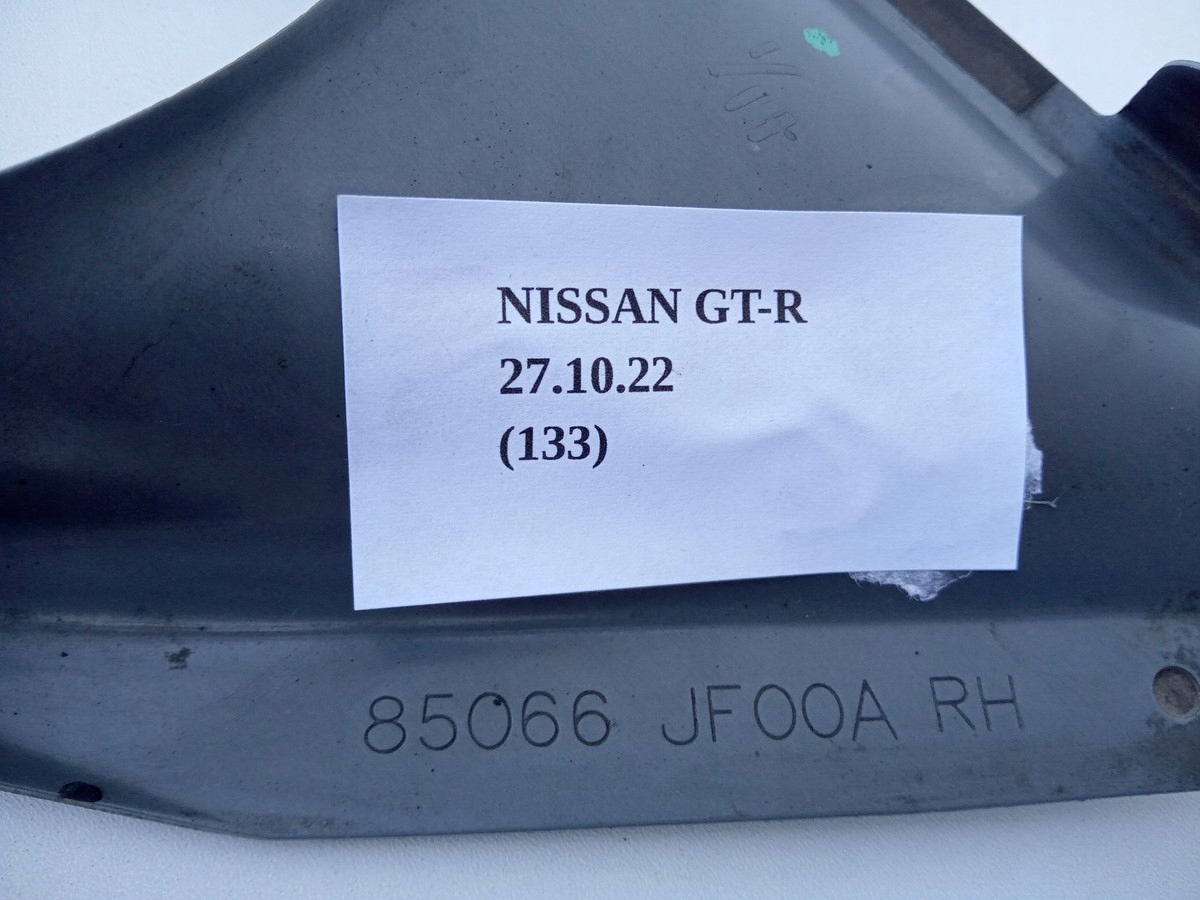 NISSAN GT-R
27.10.22
(133)
85066 JF00A RH